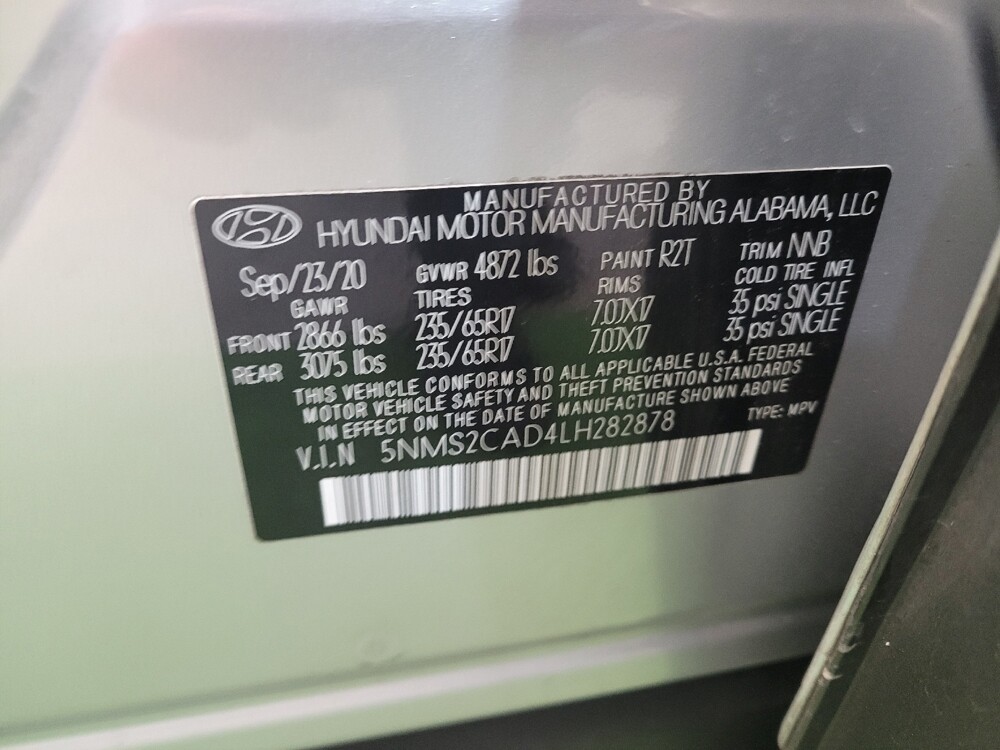 MANUFACTURED BY
HYUNDAI MOTOR MANUFACTURING ALABAMA, LLC
Sep/23/20 GVWR 4872 lbs PAINT R2T TRIM NNB
GAWR TIRES RIMS COLD TIRE INFL
FRONT 2866 lbs 235/65R17 7.0JX17 35 psi SINGLE
REAR 3075 lbs 235/65R17 7.0JX17 35 psi SINGLE
THIS VEHICLE CONFORMS TO ALL APPLICABLE U.S.A. FEDERAL
MOTOR VEHICLE SAFETY AND THEFT PREVENTION STANDARDS
IN EFFECT ON THE DATE OF MANUFACTURE SHOWN ABOVE
V.I.N 5NMS2CAD4LH282878 TYPE: MPV